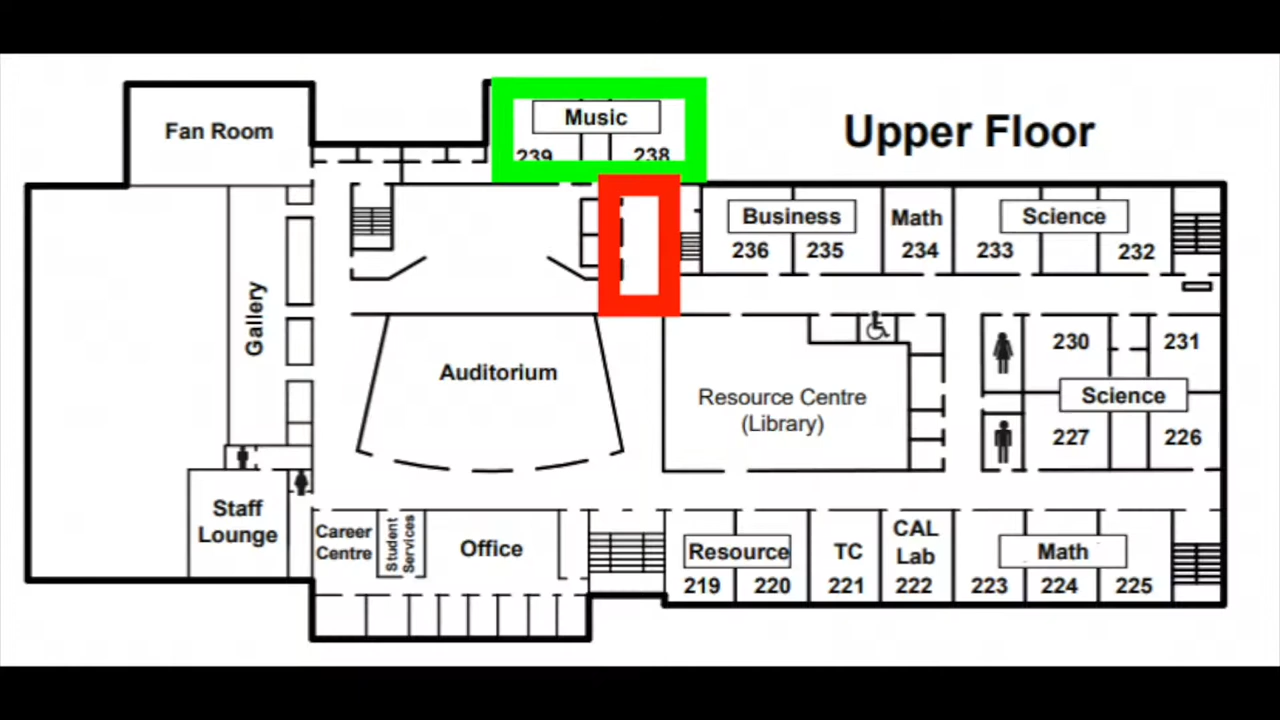 Upper Floor
Fan Room
Music
239
238
Business
236
235
Math
234
Science
233
232
Gallery
Auditorium
Resource Centre
(Library)
230
231
Science
227
226
Staff
Lounge
Career
Centre
Student
Services
Office
Resource
219
220
TC
221
CAL
Lab
222
Math
223
224
225